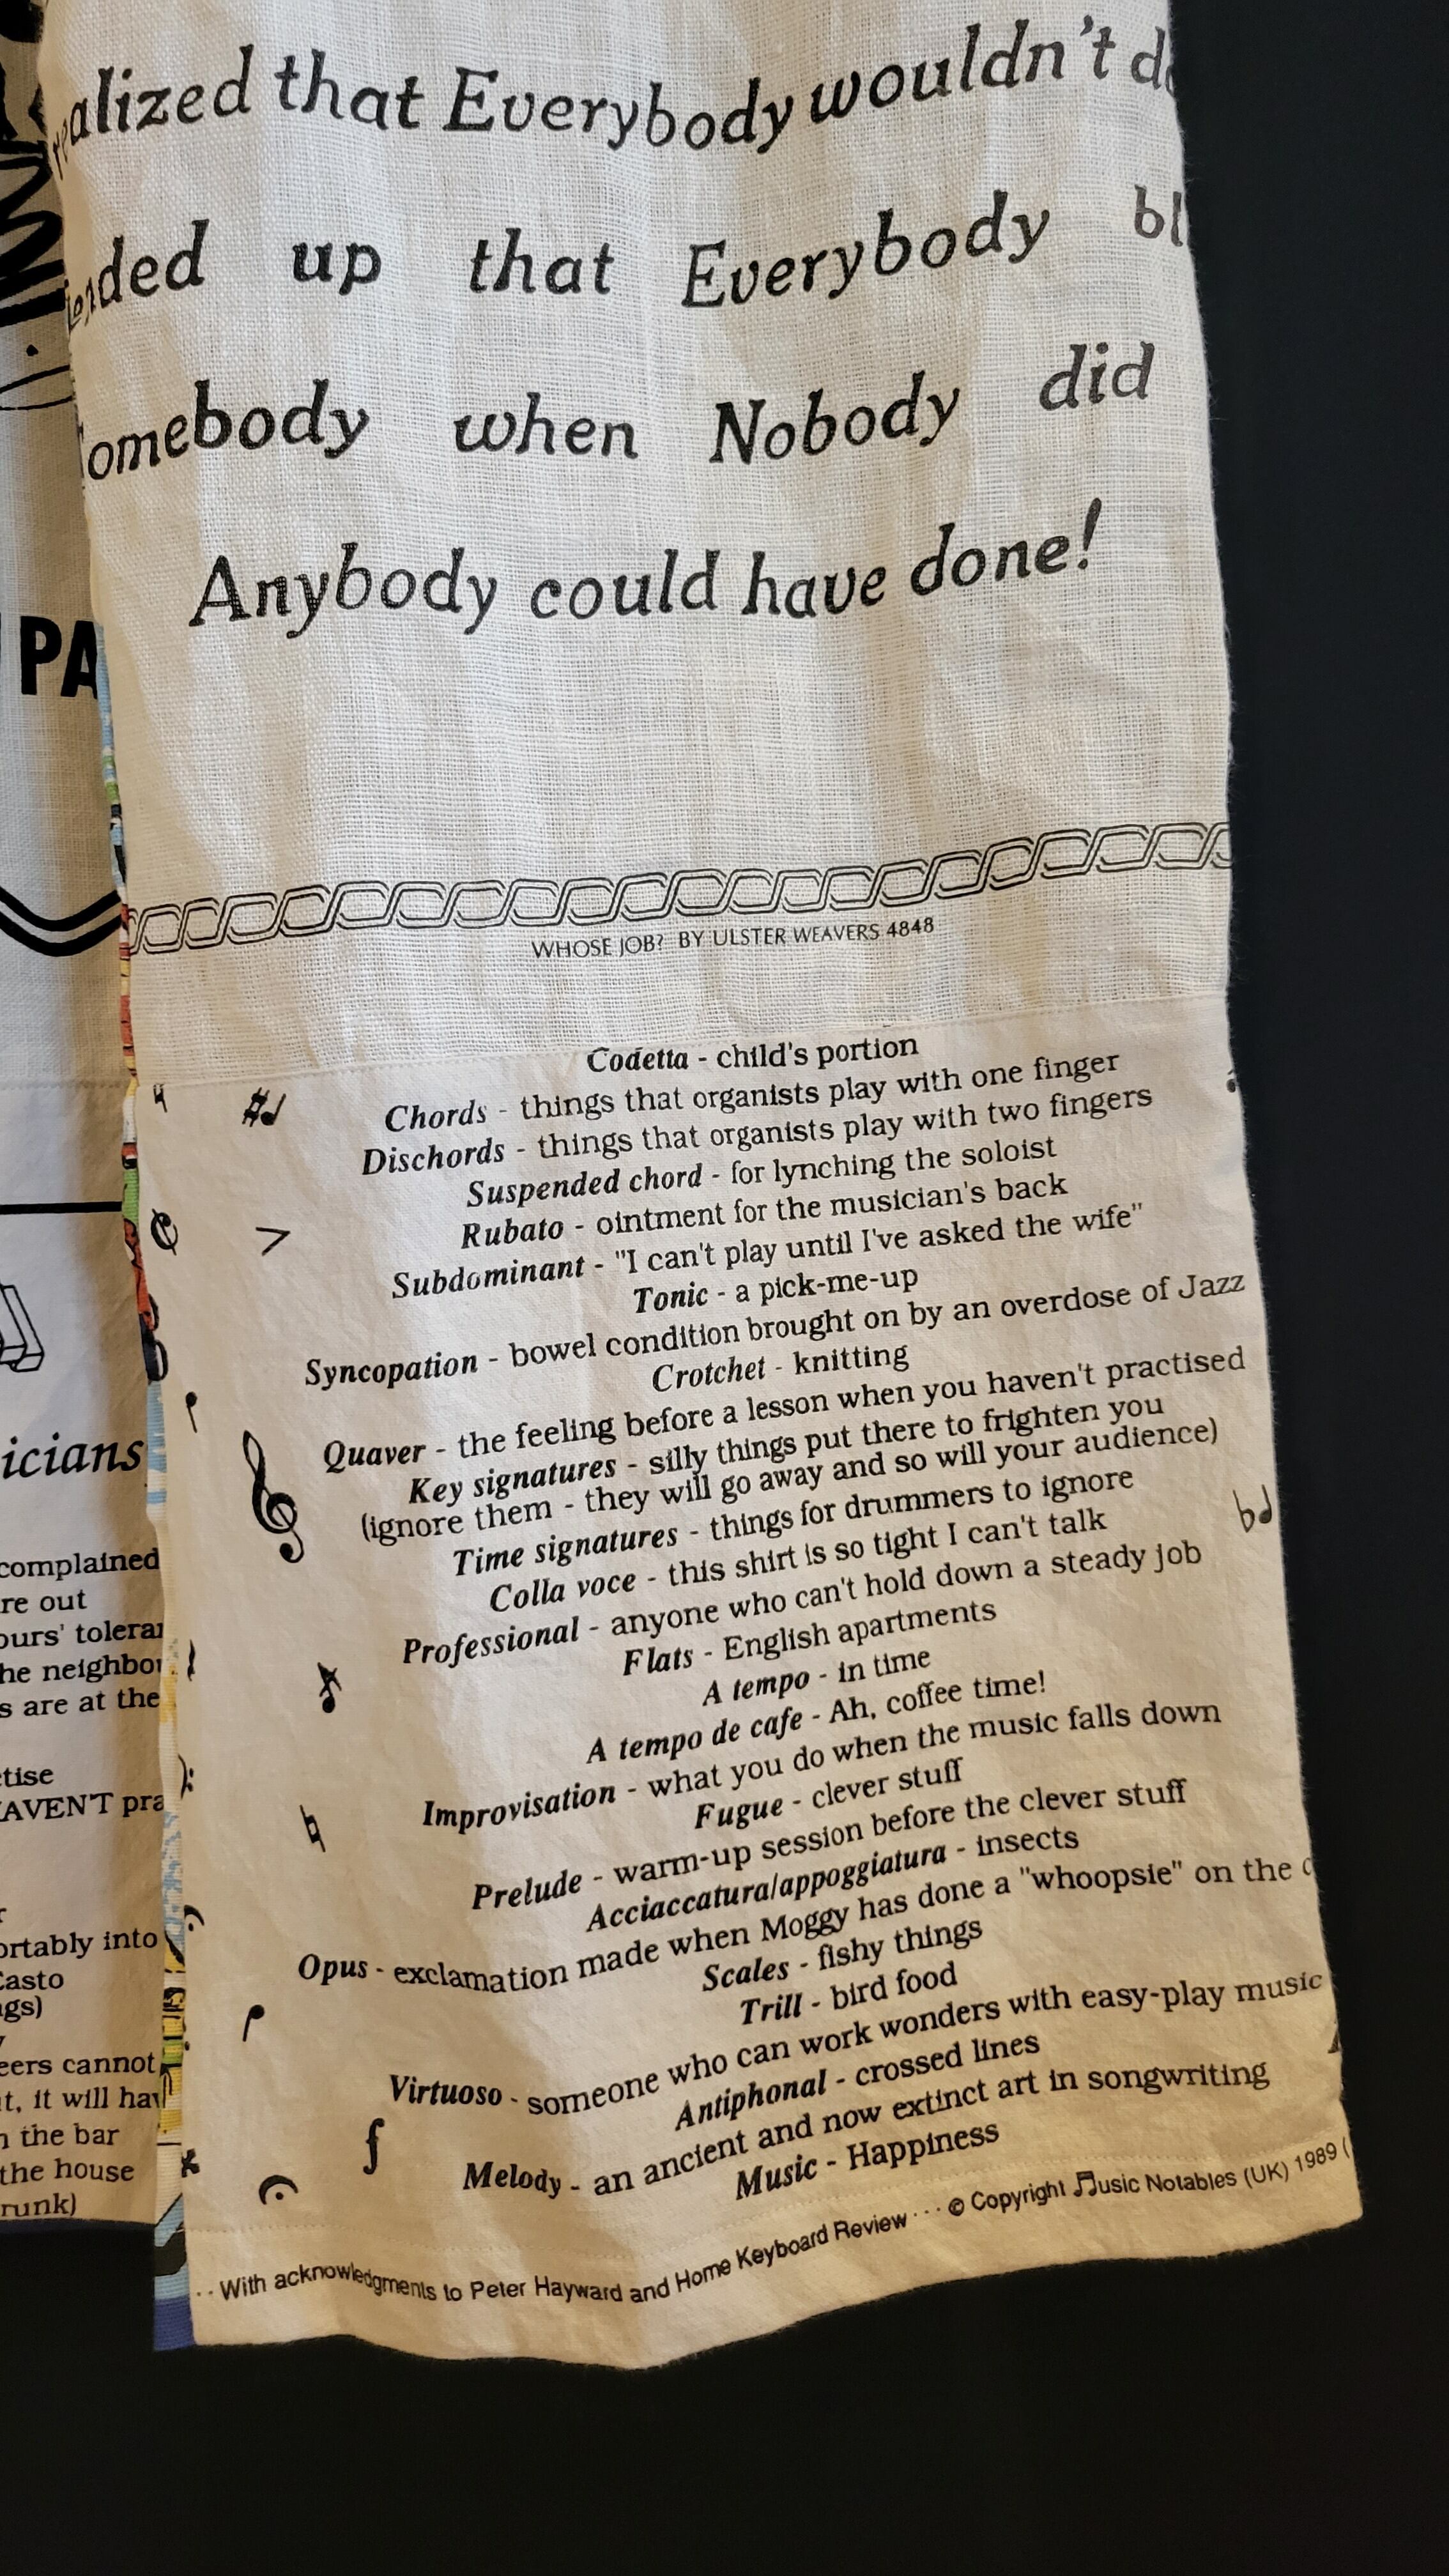 realized that Everybody wouldn't
ended up that Everybody
Somebody when Nobody did
Anybody could have done!
WHOSE JOB? BY ULSTER WEAVERS 4848
Codetta - child's portion
Chords - things that organists play with one finger
Dischords - things that organists play with two fingers
Suspended chord - for lynching the soloist
Rubato - ointment for the musician's back
Subdominant - "I can't play until I've asked the wife"
Tonic - a pick-me-up
Syncopation - bowel condition brought on by an overdose of Jazz
Crotchet - knitting
Quaver - the feeling before a lesson when you haven't practised
Key signatures - silly things put there to frighten you
(ignore them - they will go away and so will your audience)
Time signatures - things for drummers to ignore
Colla voce - this shirt is so tight I can't talk
Professional - anyone who can't hold down a steady job
Flats - English apartments
A tempo - in time
A tempo de cafe - Ah, coffee time!
Improvisation - what you do when the music falls down
Fugue - clever stuff
Prelude - warm-up session before the clever stuff
Acciaccatura/appoggiatura - insects
Opus - exclamation made when Moggy has done a "whoopsie" on the
Scales - fishy things
Trill - bird food
Virtuoso - someone who can work wonders with easy-play music
Antiphonal - crossed lines
Melody - an ancient and now extinct art in songwriting
Music - Happiness
With acknowledgments to Peter Hayward and Home Keyboard Review ... © Copyright Music Notables (UK) 1989
PA
icians
complained
re out
ours'
he
s are at the
tise
AVEN'T
ortably into
Casto
gs)
eers cannot
t, it will
the bar
the house
runk)